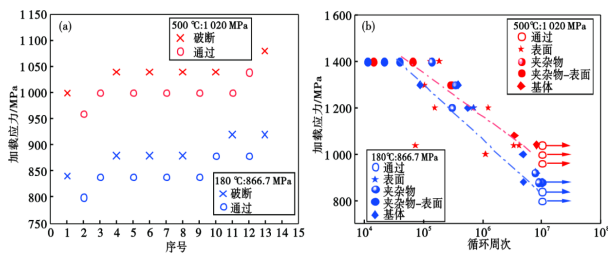 (a)
500 ℃:1 020 MPa
破断
通过
180 ℃:866.7 MPa
破断
通过
加载应力/MPa
1 150
1 100
1 050
1 000
950
900
850
800
750
0 1 2 3 4 5 6 7 8 9 10 11 12 13 14 15
序号
(b)
500℃:1 020 MPa
通过
表面
夹杂物
夹杂物-表面
基体
180℃:866.7 MPa
通过
表面
夹杂物
夹杂物-表面
基体
加载应力/MPa
1 600
1 400
1 200
1 000
800
10⁴ 10⁵ 10⁶ 10⁷ 10⁸
循环周次